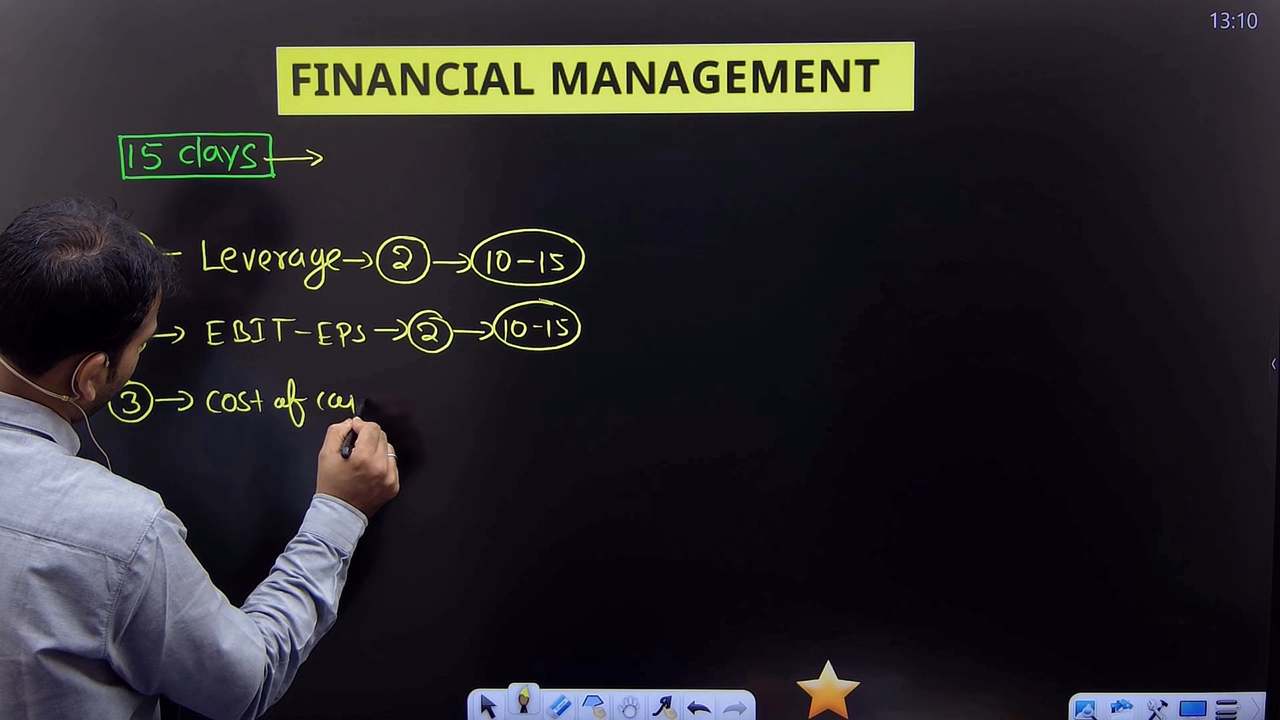 13:10
FINANCIAL MANAGEMENT
15 days →
– Leverage → 2 → 10-15
→ EBIT-EPS → 2 → 10-15
3 → Cost of